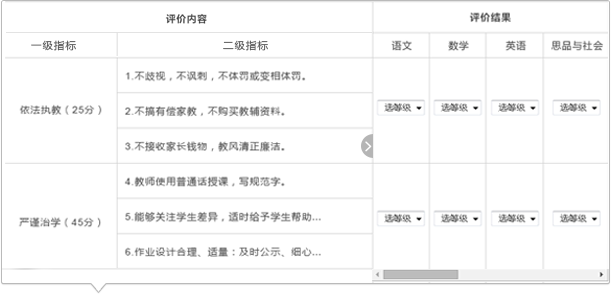 评价内容 评价结果
一级指标 二级指标 语文 数学 英语 思品与社会
1.不歧视，不讽刺，不体罚或变相体罚。
依法执教（25分） 2.不搞有偿家教，不购买教辅资料。 选等级 选等级 选等级 选等级
3.不接收家长钱物，教风清正廉洁。
4.教师使用普通话授课，写规范字。
严谨治学（45分） 5.能够关注学生差异，适时给予学生帮助... 选等级 选等级 选等级 选等级
6.作业设计合理、适量：及时公示、细心...